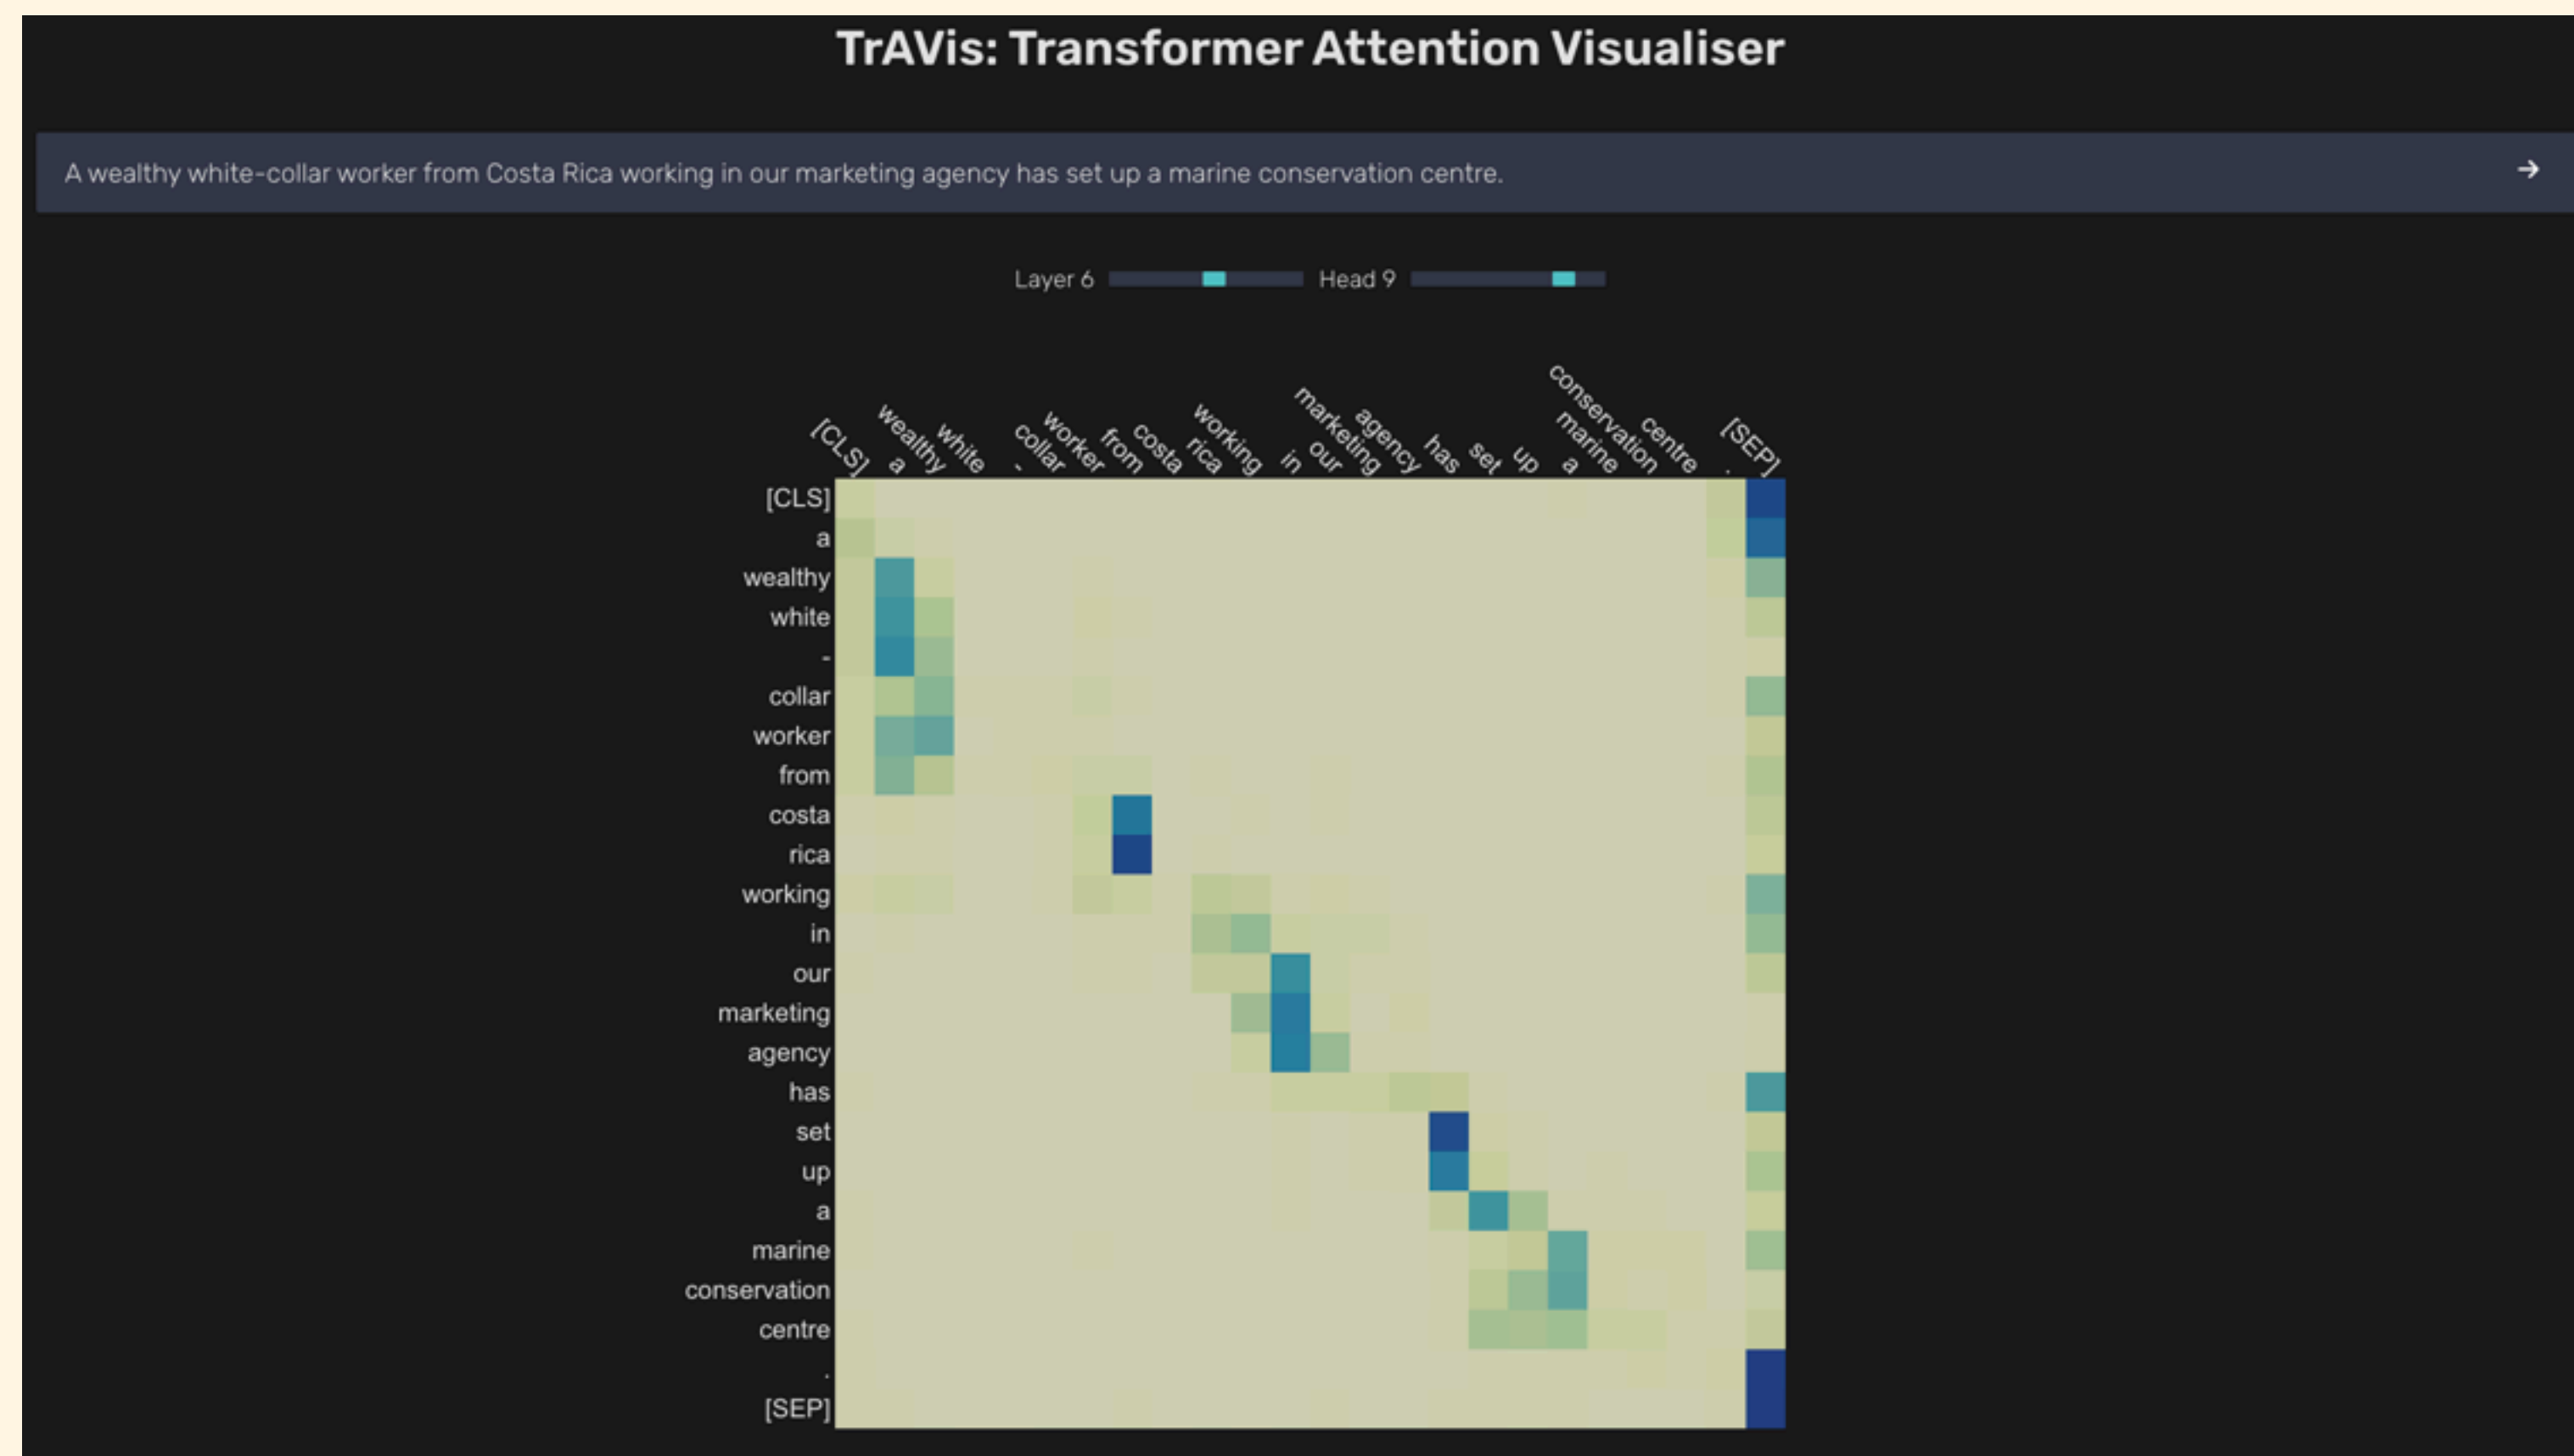 TrAVis: Transformer Attention Visualiser
A wealthy white-collar worker from Costa Rica working in our marketing agency has set up a marine conservation centre. →
Layer 6 Head 9
[CLS] a wealthy white - collar worker from costa rica working in our marketing agency has set up a marine conservation centre . [SEP]
[CLS]
a
wealthy
white
-
collar
worker
from
costa
rica
working
in
our
marketing
agency
has
set
up
a
marine
conservation
centre
.
[SEP]